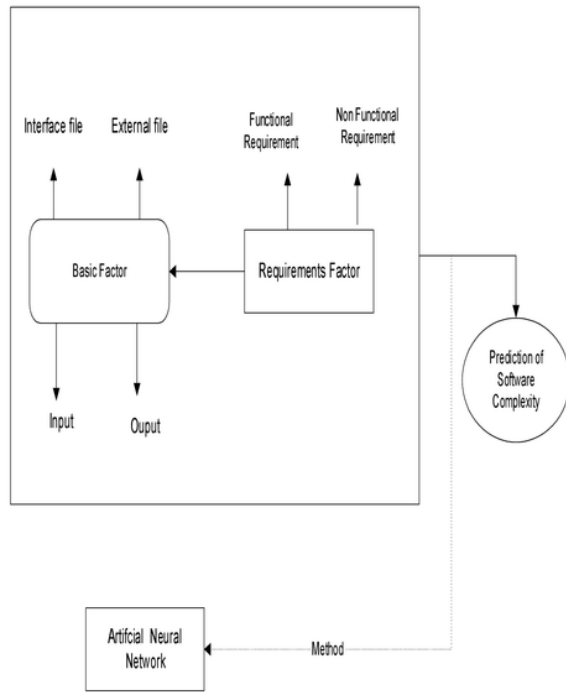 Interface file
External file
Functional
Requirement
Non Functional
Requirement
Basic Factor
Requirements Factor
Input
Ouput
Prediction of
Software
Complexity
Artifcial Neural
Network
Method